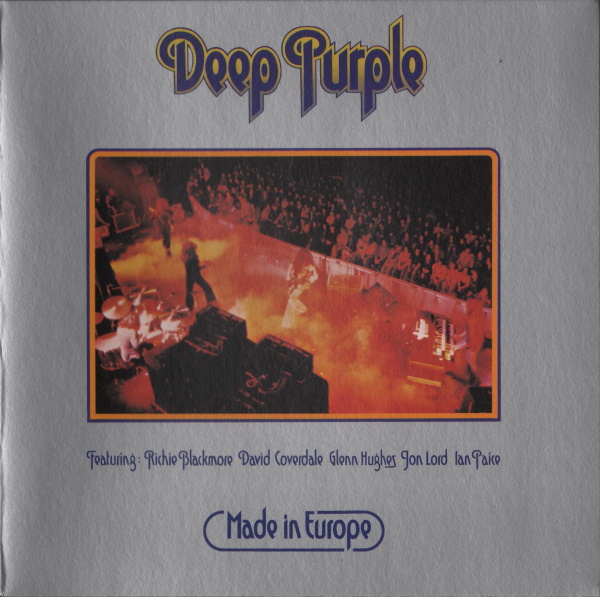 Deep Purple
Featuring: Richie Blackmore David Coverdale Glenn Hughes Jon Lord Ian Paice
Made in Europe